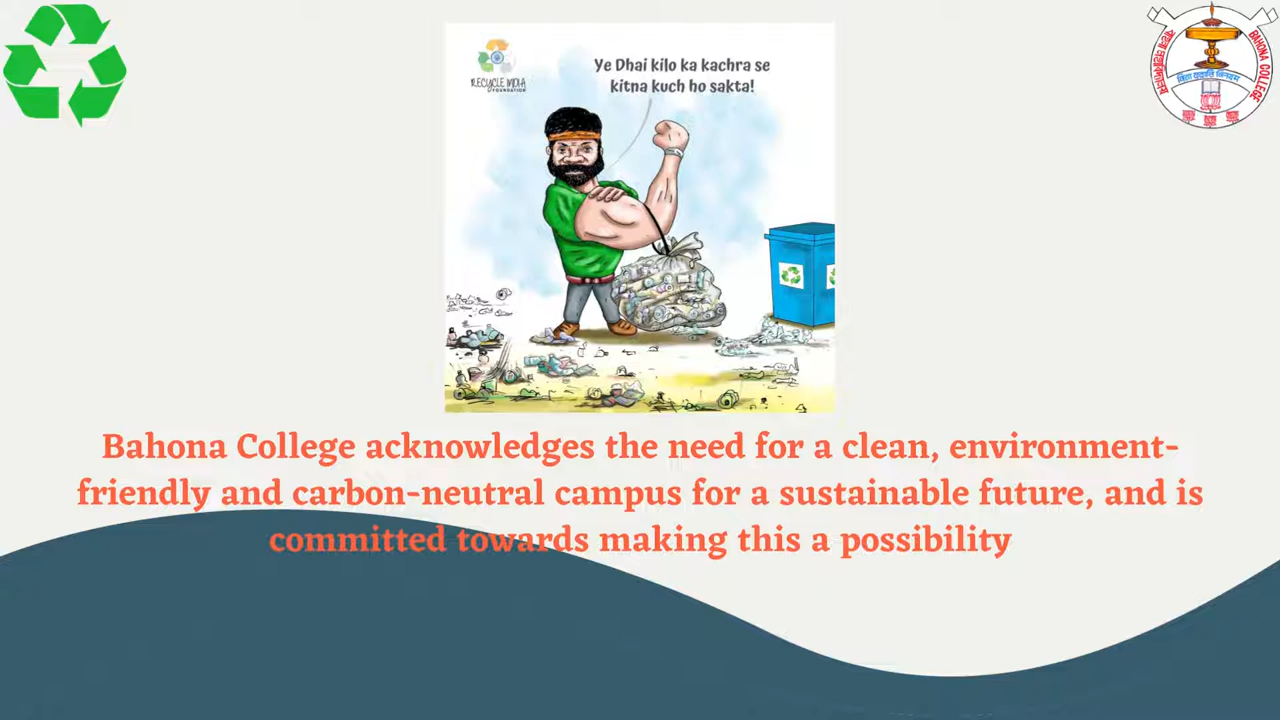 RECYCLE INDIA
FOUNDATION
Ye Dhai kilo ka kachra se
kitna kuch ho sakta!
BAHONA COLLEGE
Bahona College acknowledges the need for a clean, environment-
friendly and carbon-neutral campus for a sustainable future, and is
committed towards making this a possibility